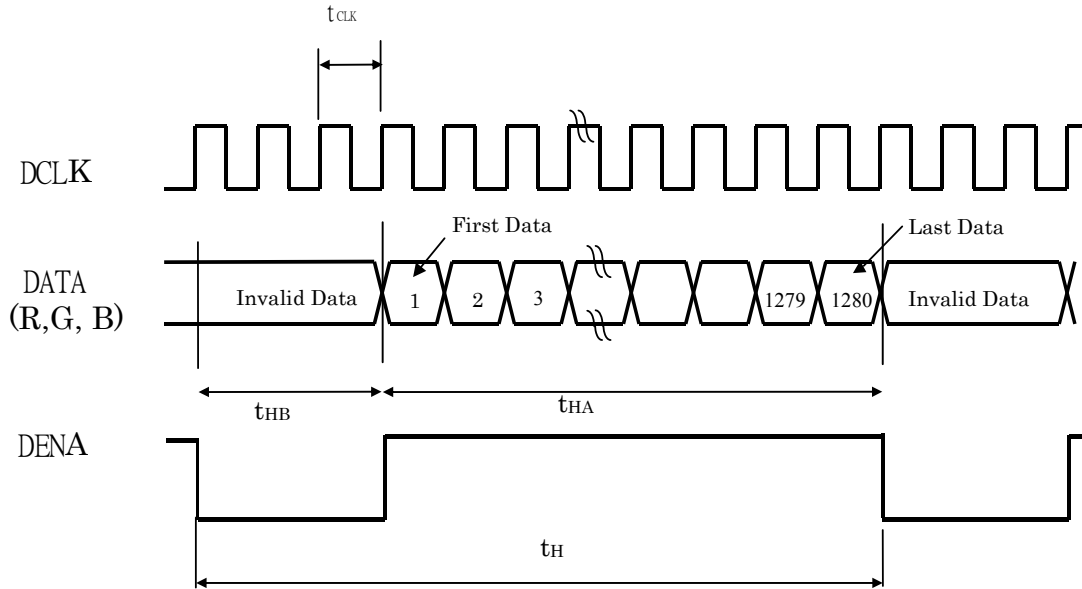 tCLK
DCLK
First Data
Last Data
DATA
(R,G, B)
Invalid Data
1
2
3
1279
1280
Invalid Data
tHB
tHA
DENA
tH